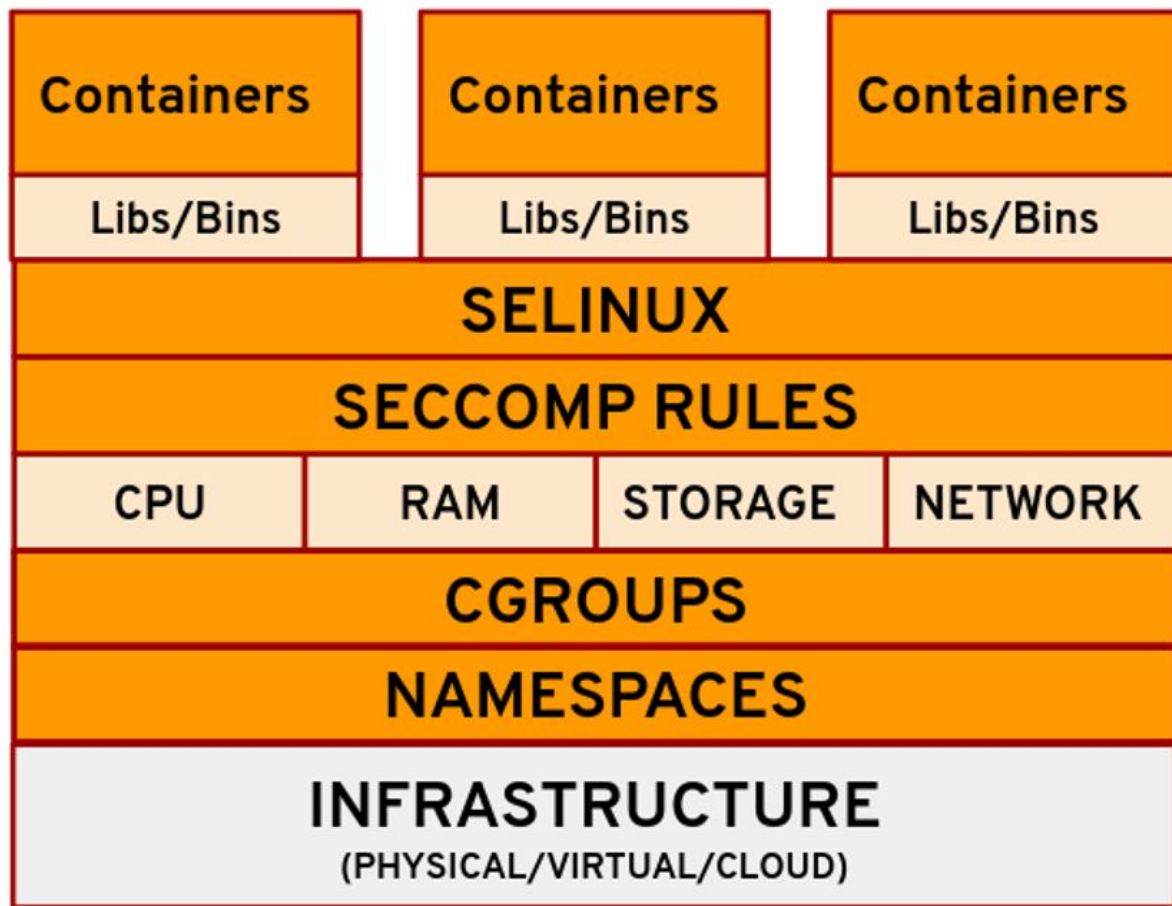 Containers Containers Containers
Libs/Bins Libs/Bins Libs/Bins
SELINUX
SECCOMP RULES
CPU RAM STORAGE NETWORK
CGROUPS
NAMESPACES
INFRASTRUCTURE
(PHYSICAL/VIRTUAL/CLOUD)